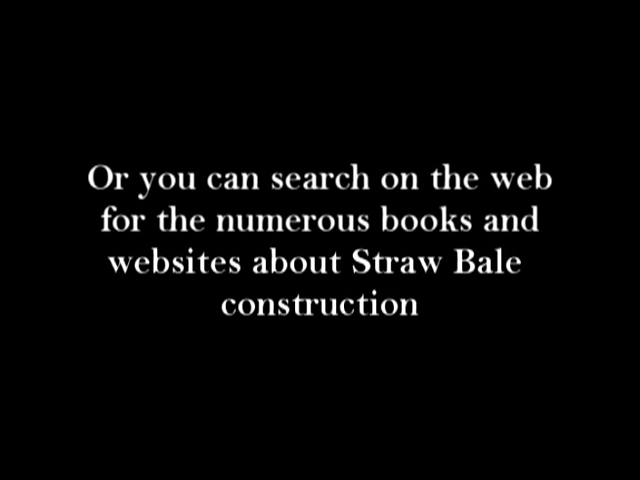 Or you can search on the web
for the numerous books and
websites about Straw Bale
construction